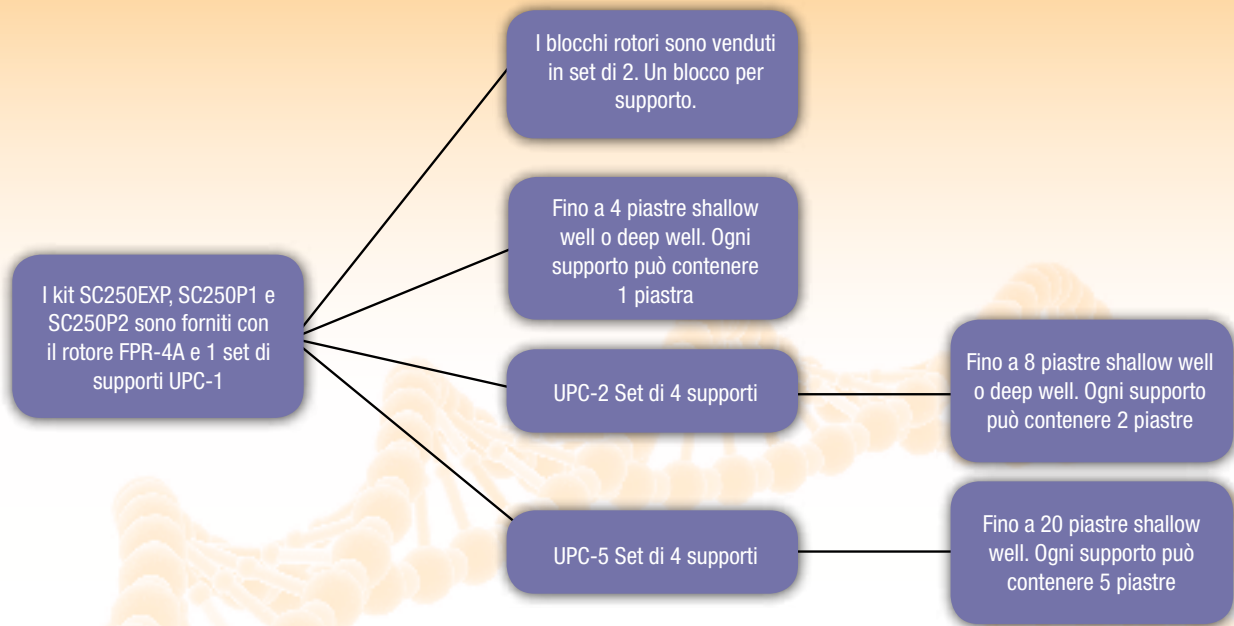 I blocchi rotori sono venduti
in set di 2. Un blocco per
supporto.
Fino a 4 piastre shallow
well o deep well. Ogni
supporto può contenere
1 piastra
I kit SC250EXP, SC250P1 e
SC250P2 sono forniti con
il rotore FPR-4A e 1 set di
supporti UPC-1
UPC-2 Set di 4 supporti
Fino a 8 piastre shallow well
o deep well. Ogni supporto
può contenere 2 piastre
UPC-5 Set di 4 supporti
Fino a 20 piastre shallow
well. Ogni supporto può
contenere 5 piastre